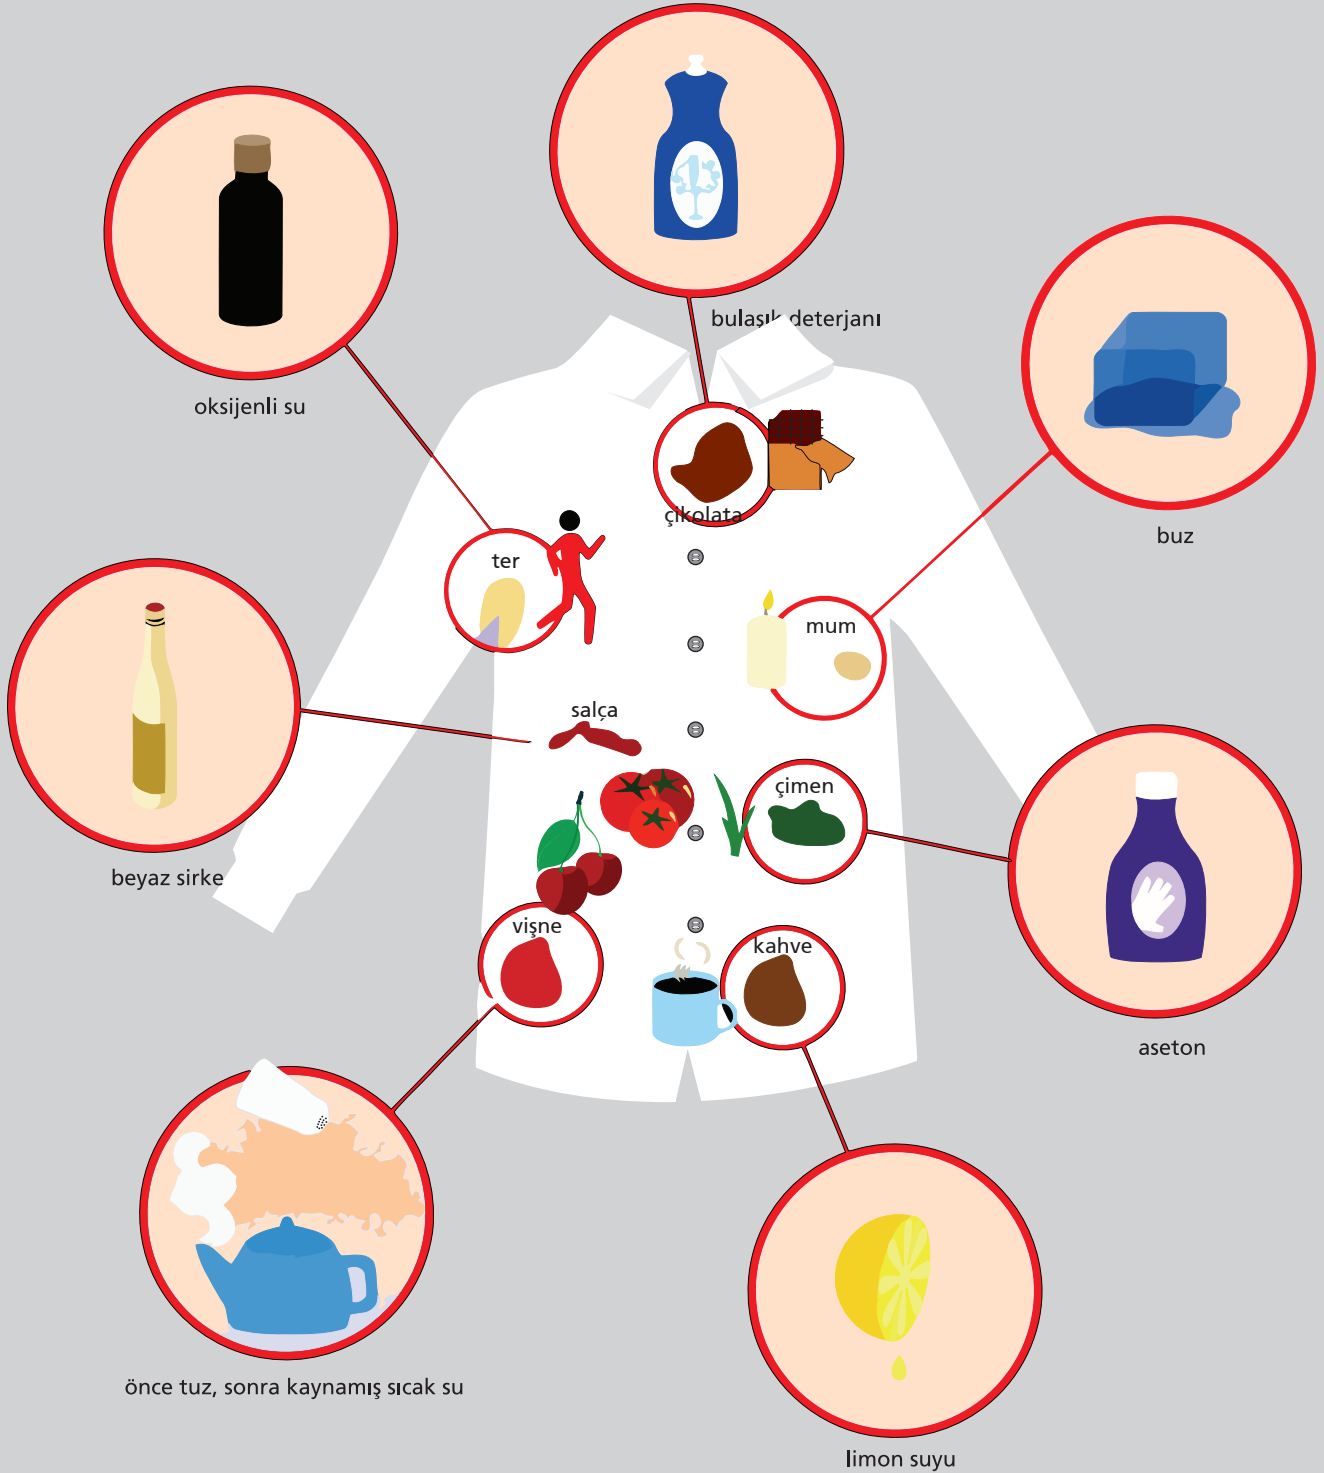 bulaşık deterjanı
oksijenli su
çikolata
buz
ter
mum
salça
çimen
beyaz sirke
vişne
kahve
aseton
önce tuz, sonra kaynamış sıcak su
limon suyu